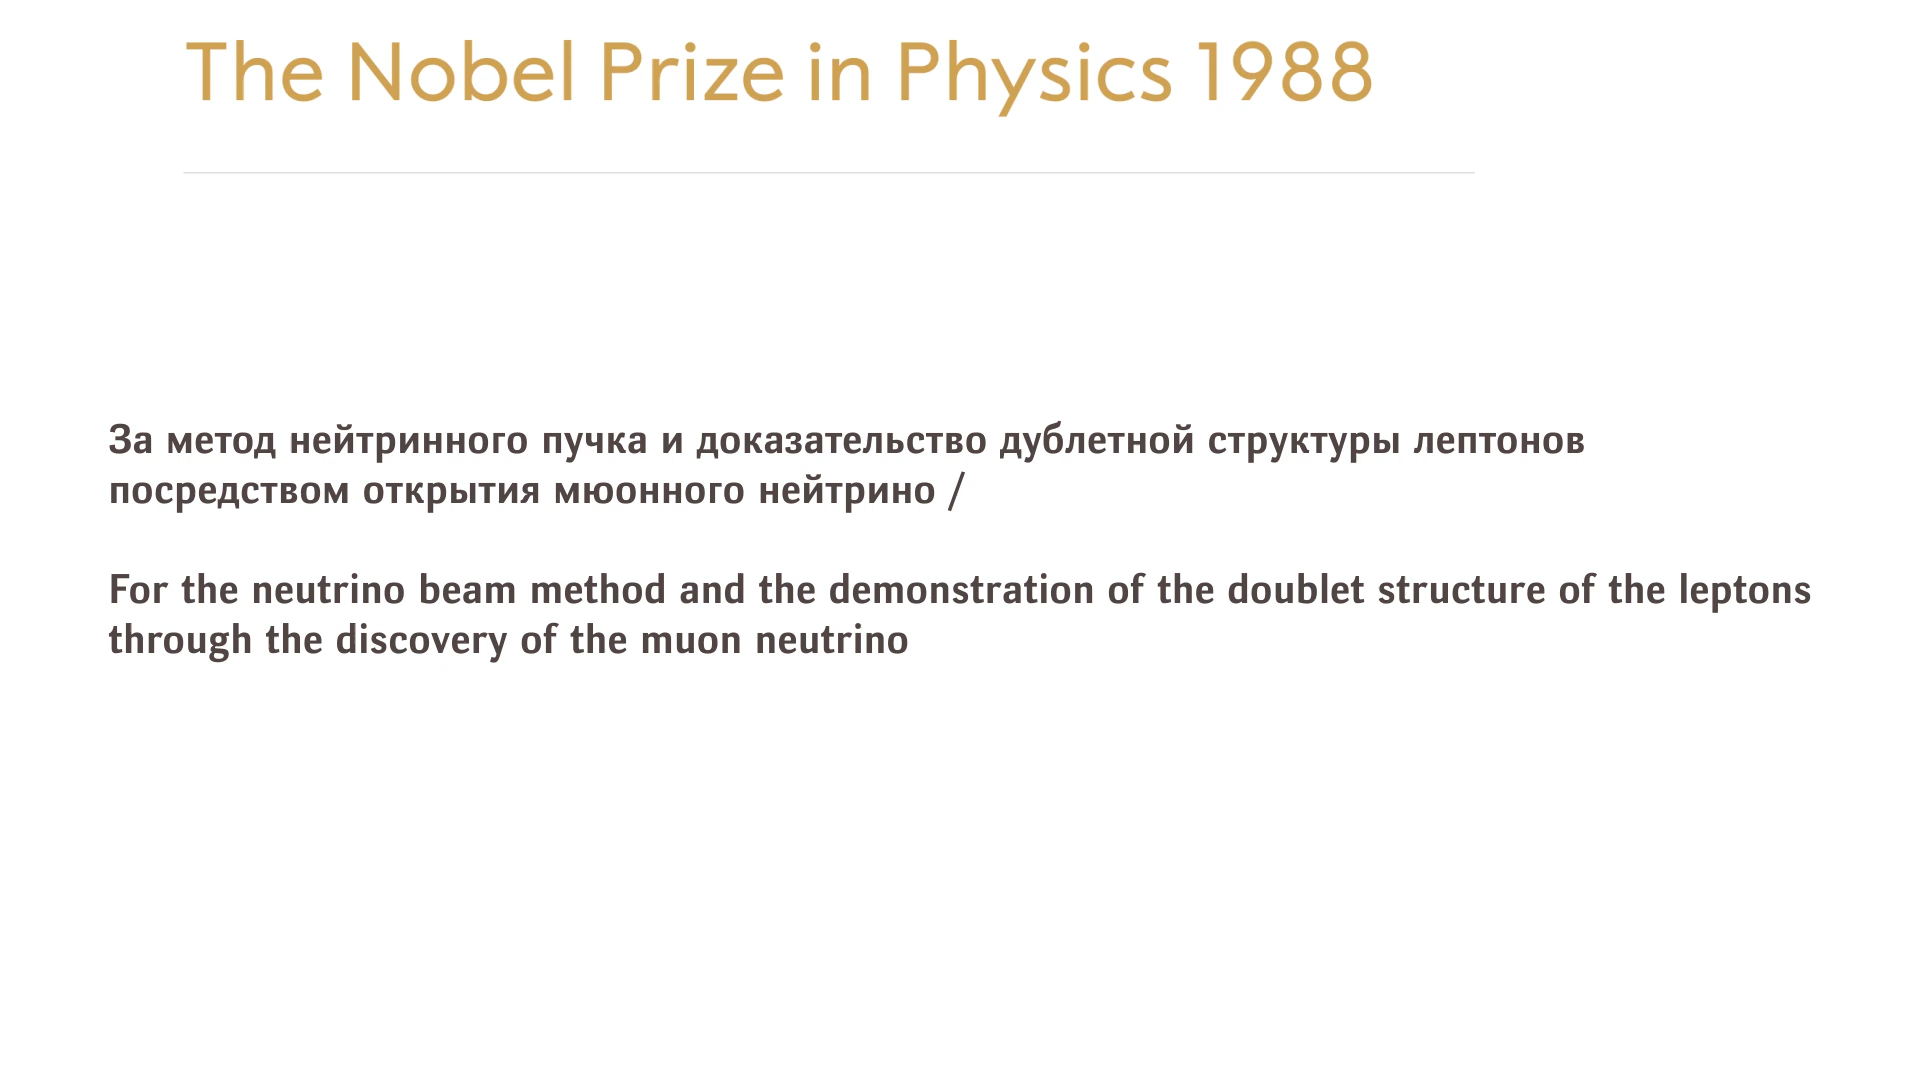 The Nobel Prize in Physics 1988
За метод нейтринного пучка и доказательство дублетной структуры лептонов
посредством открытия мюонного нейтрино /
For the neutrino beam method and the demonstration of the doublet structure of the leptons
through the discovery of the muon neutrino